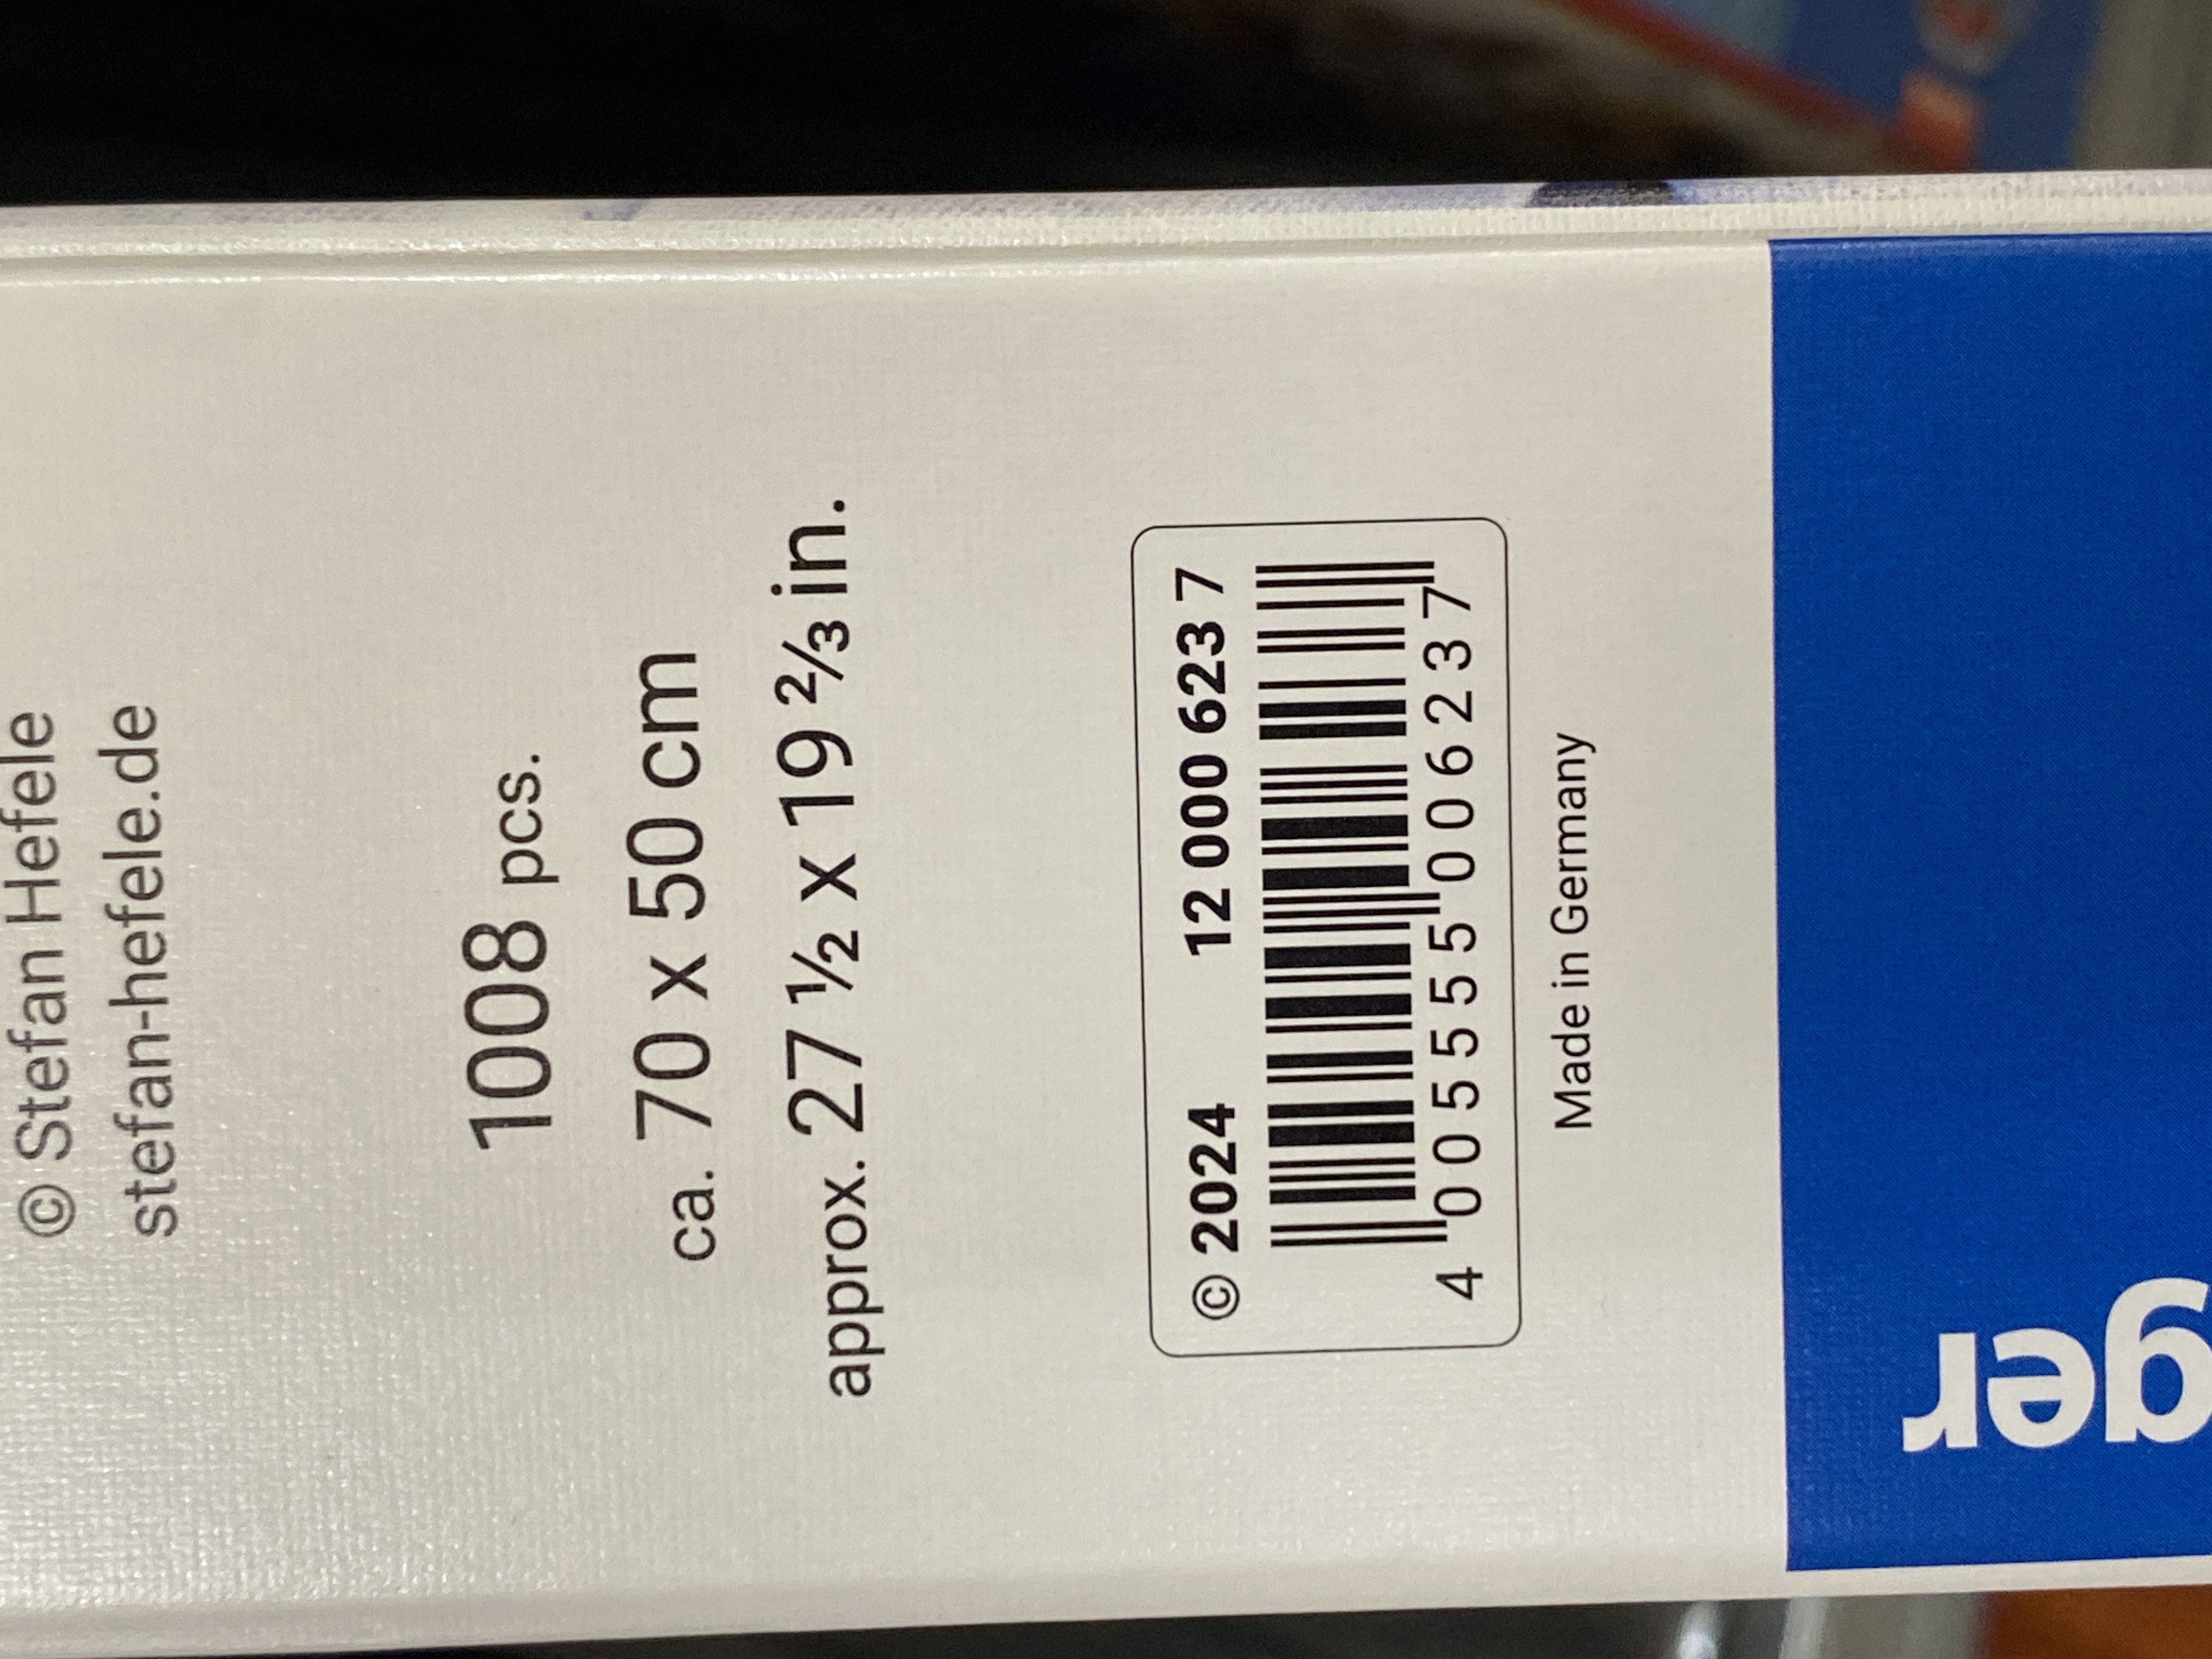 © Stefan Hefele
stefan-hefele.de
1008 pcs.
ca. 70 x 50 cm
approx. 27 ½ x 19 ⅔ in.
© 2024 12 000 623 7
4 005555 006237
Made in Germany
ger